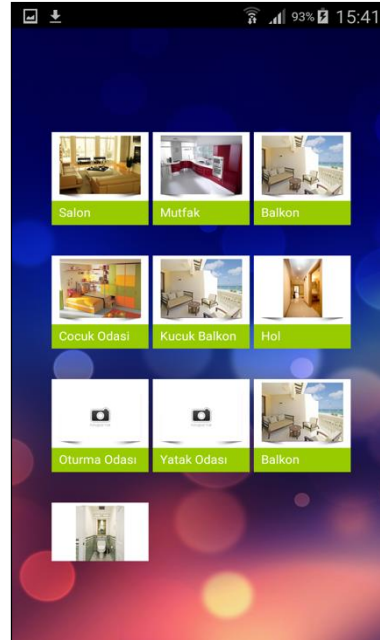 93% 15:41
Salon Mutfak Balkon
Cocuk Odasi Kucuk Balkon Hol
Oturma Odası Yatak Odası Balkon